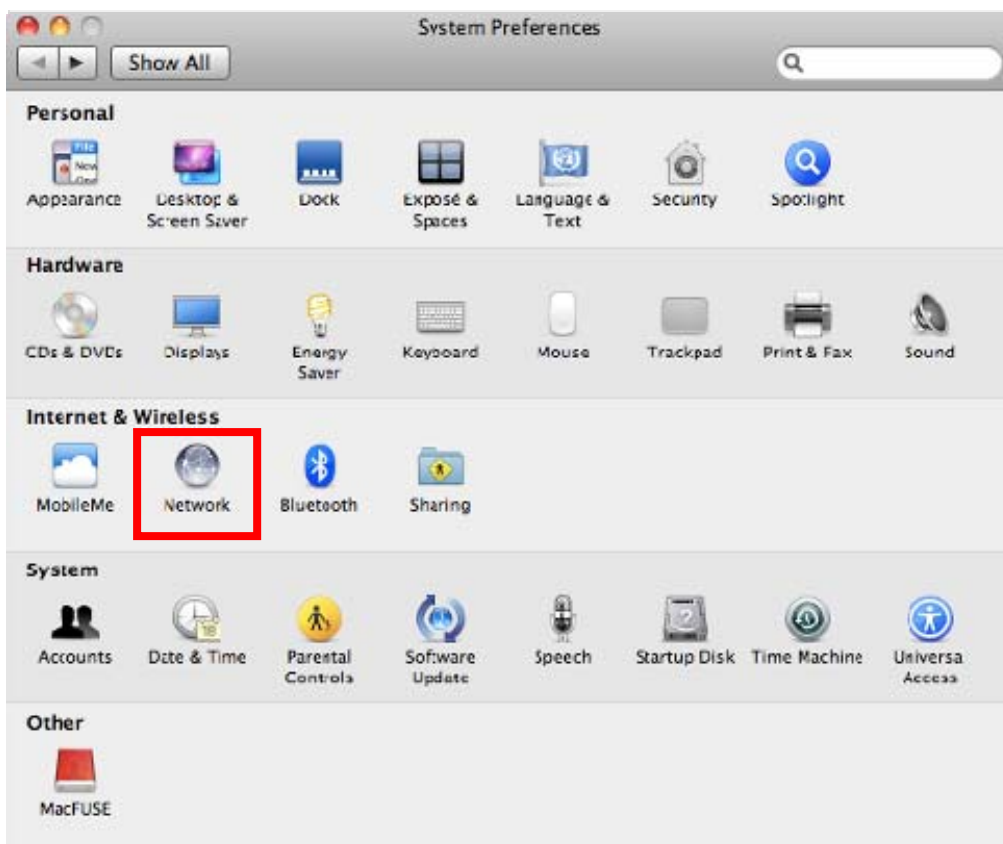 System Preferences
Show All
Personal
Appearance
Desktop & Screen Saver
Dock
Exposé & Spaces
Language & Text
Security
Spotlight
Hardware
CDs & DVDs
Displays
Energy Saver
Keyboard
Mouse
Trackpad
Print & Fax
Sound
Internet & Wireless
MobileMe
Network
Bluetooth
Sharing
System
Accounts
Date & Time
Parental Controls
Software Update
Speech
Startup Disk
Time Machine
Universa Access
Other
MacFUSE